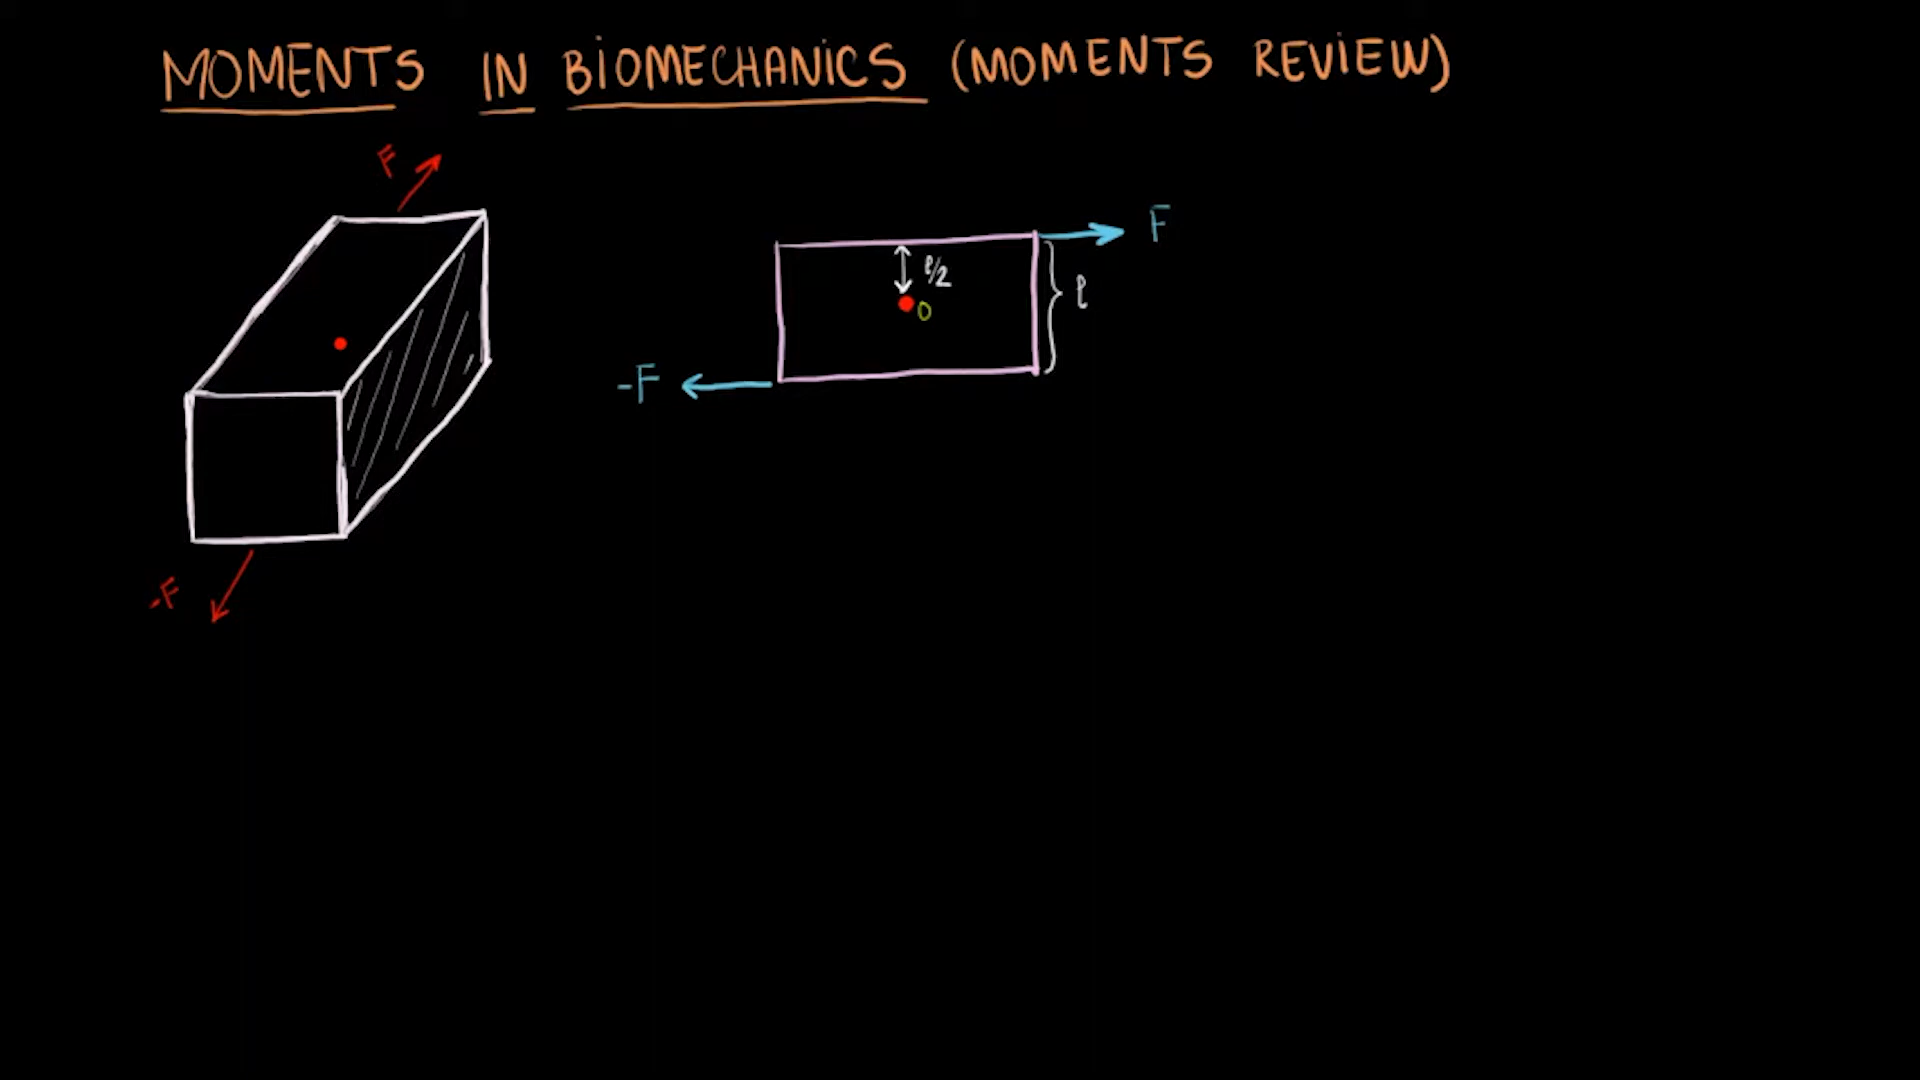 MOMENTS IN BIOMECHANICS (MOMENTS REVIEW)
F
F
l/2
l
O
-F
-F